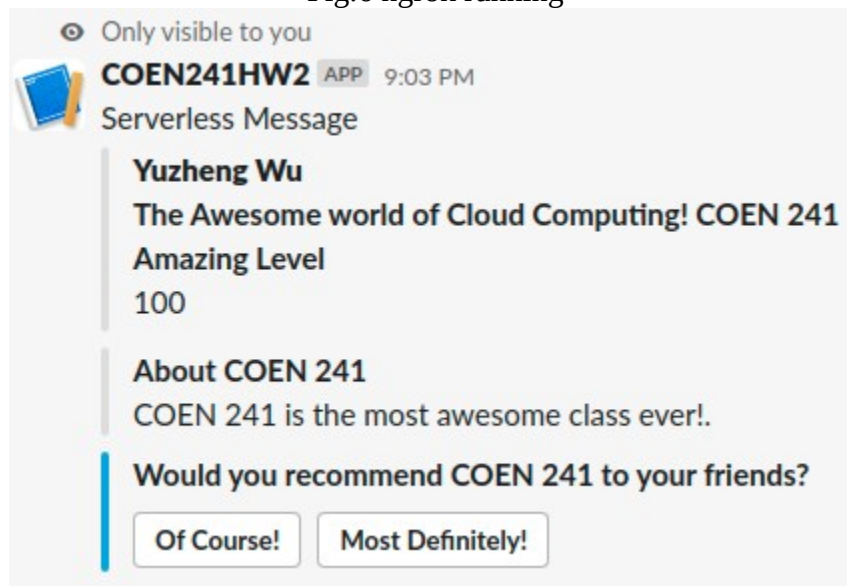 Only visible to you
COEN241HW2 APP 9:03 PM
Serverless Message
Yuzheng Wu
The Awesome world of Cloud Computing! COEN 241
Amazing Level
100
About COEN 241
COEN 241 is the most awesome class ever!.
Would you recommend COEN 241 to your friends?
Of Course! Most Definitely!